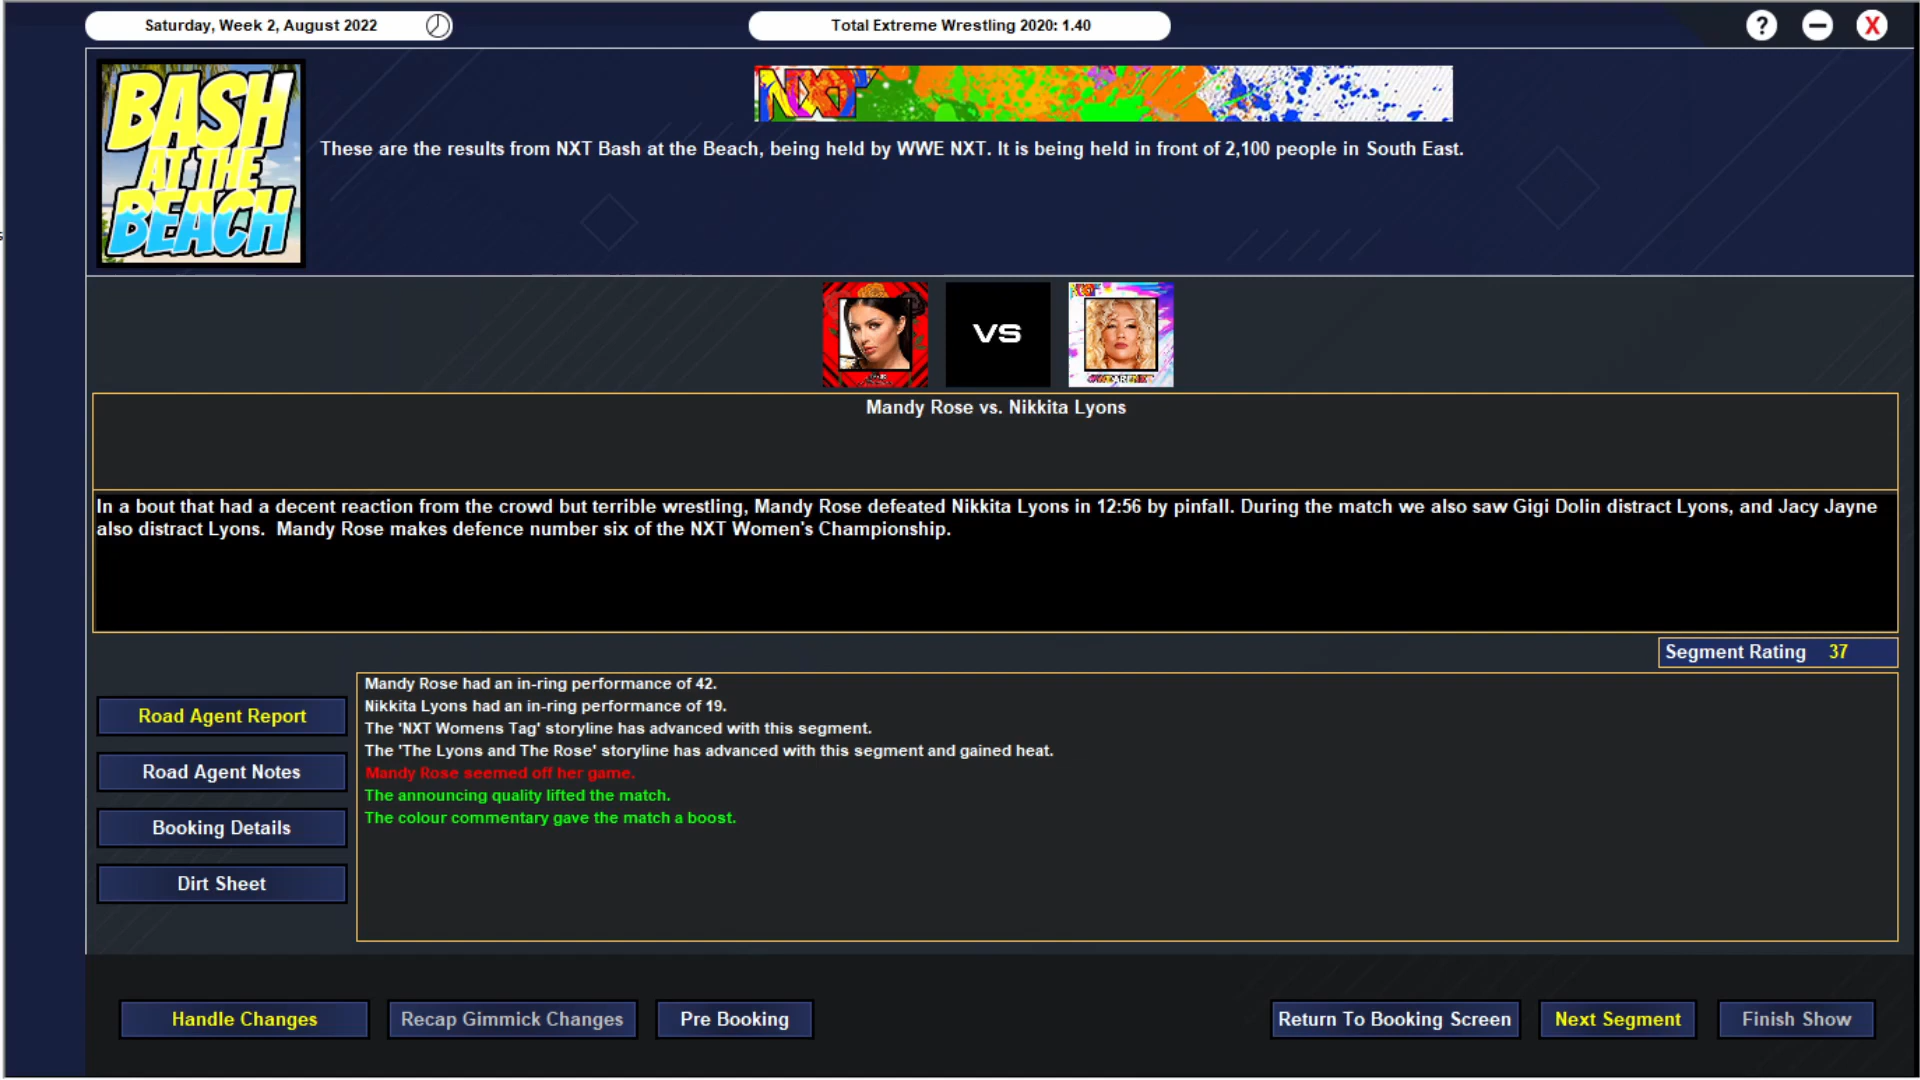 Saturday, Week 2, August 2022
Total Extreme Wrestling 2020: 1.40
?
X
BASH
AT THE
BEACH
NXT
These are the results from NXT Bash at the Beach, being held by WWE NXT. It is being held in front of 2,100 people in South East.
VS
Mandy Rose vs. Nikkita Lyons
In a bout that had a decent reaction from the crowd but terrible wrestling, Mandy Rose defeated Nikkita Lyons in 12:56 by pinfall. During the match we also saw Gigi Dolin distract Lyons, and Jacy Jayne
also distract Lyons.  Mandy Rose makes defence number six of the NXT Women's Championship.
Segment Rating 37
Road Agent Report
Road Agent Notes
Booking Details
Dirt Sheet
Mandy Rose had an in-ring performance of 42.
Nikkita Lyons had an in-ring performance of 19.
The 'NXT Womens Tag' storyline has advanced with this segment.
The 'The Lyons and The Rose' storyline has advanced with this segment and gained heat.
Mandy Rose seemed off her game.
The announcing quality lifted the match.
The colour commentary gave the match a boost.
Handle Changes
Recap Gimmick Changes
Pre Booking
Return To Booking Screen
Next Segment
Finish Show